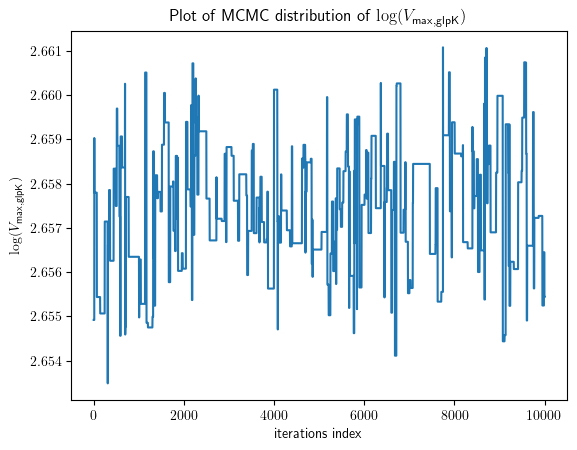 Plot of MCMC distribution of log(V_max,glpK)
2.661
2.660
2.659
2.658
2.657
2.656
2.655
2.654
log(V_max,glpK)
0 2000 4000 6000 8000 10000
iterations index